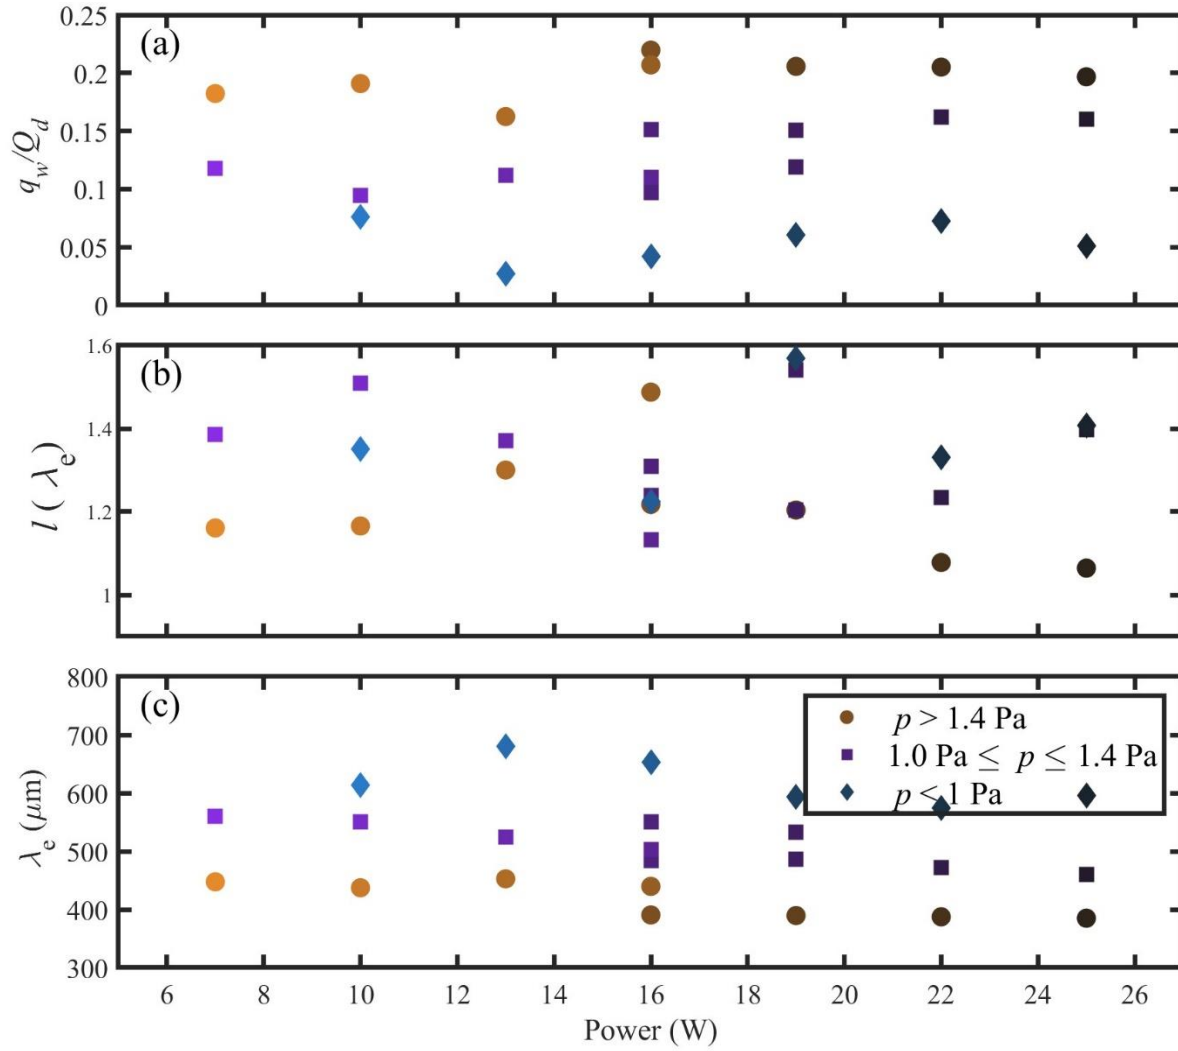 0.25
(a)
0.2
0.15
0.1
0.05
0
q_w/Q_d
1.6
(b)
1.4
1.2
1
l ( λ_e)
800
(c)
700
600
500
400
300
λ_e (μm)
p > 1.4 Pa
1.0 Pa ≤ p ≤ 1.4 Pa
p < 1 Pa
6 8 10 12 14 16 18 20 22 24 26
Power (W)